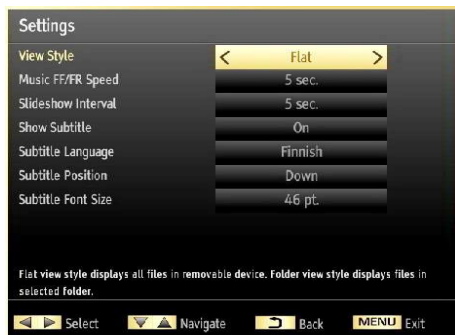 Settings
View Style < Flat >
Music FF/FR Speed 5 sec.
Slideshow Interval 5 sec.
Show Subtitle On
Subtitle Language Finnish
Subtitle Position Down
Subtitle Font Size 46 pt.
Flat view style displays all files in removable device. Folder view style displays files in
selected folder.
Select Navigate Back MENU Exit